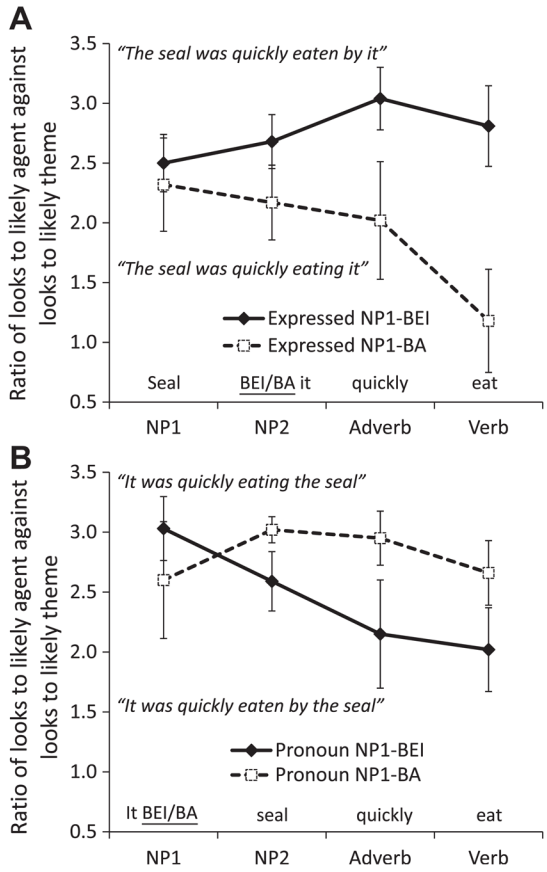 A
Ratio of looks to likely agent against
looks to likely theme
3.5
3.0
2.5
2.0
1.5
1.0
0.5
“The seal was quickly eaten by it”
“The seal was quickly eating it”
Expressed NP1-BEI
Expressed NP1-BA
Seal BEI/BA it quickly eat
NP1 NP2 Adverb Verb
B
Ratio of looks to likely agent against
looks to likely theme
3.5
3.0
2.5
2.0
1.5
1.0
0.5
“It was quickly eating the seal”
“It was quickly eaten by the seal”
Pronoun NP1-BEI
Pronoun NP1-BA
It BEI/BA seal quickly eat
NP1 NP2 Adverb Verb